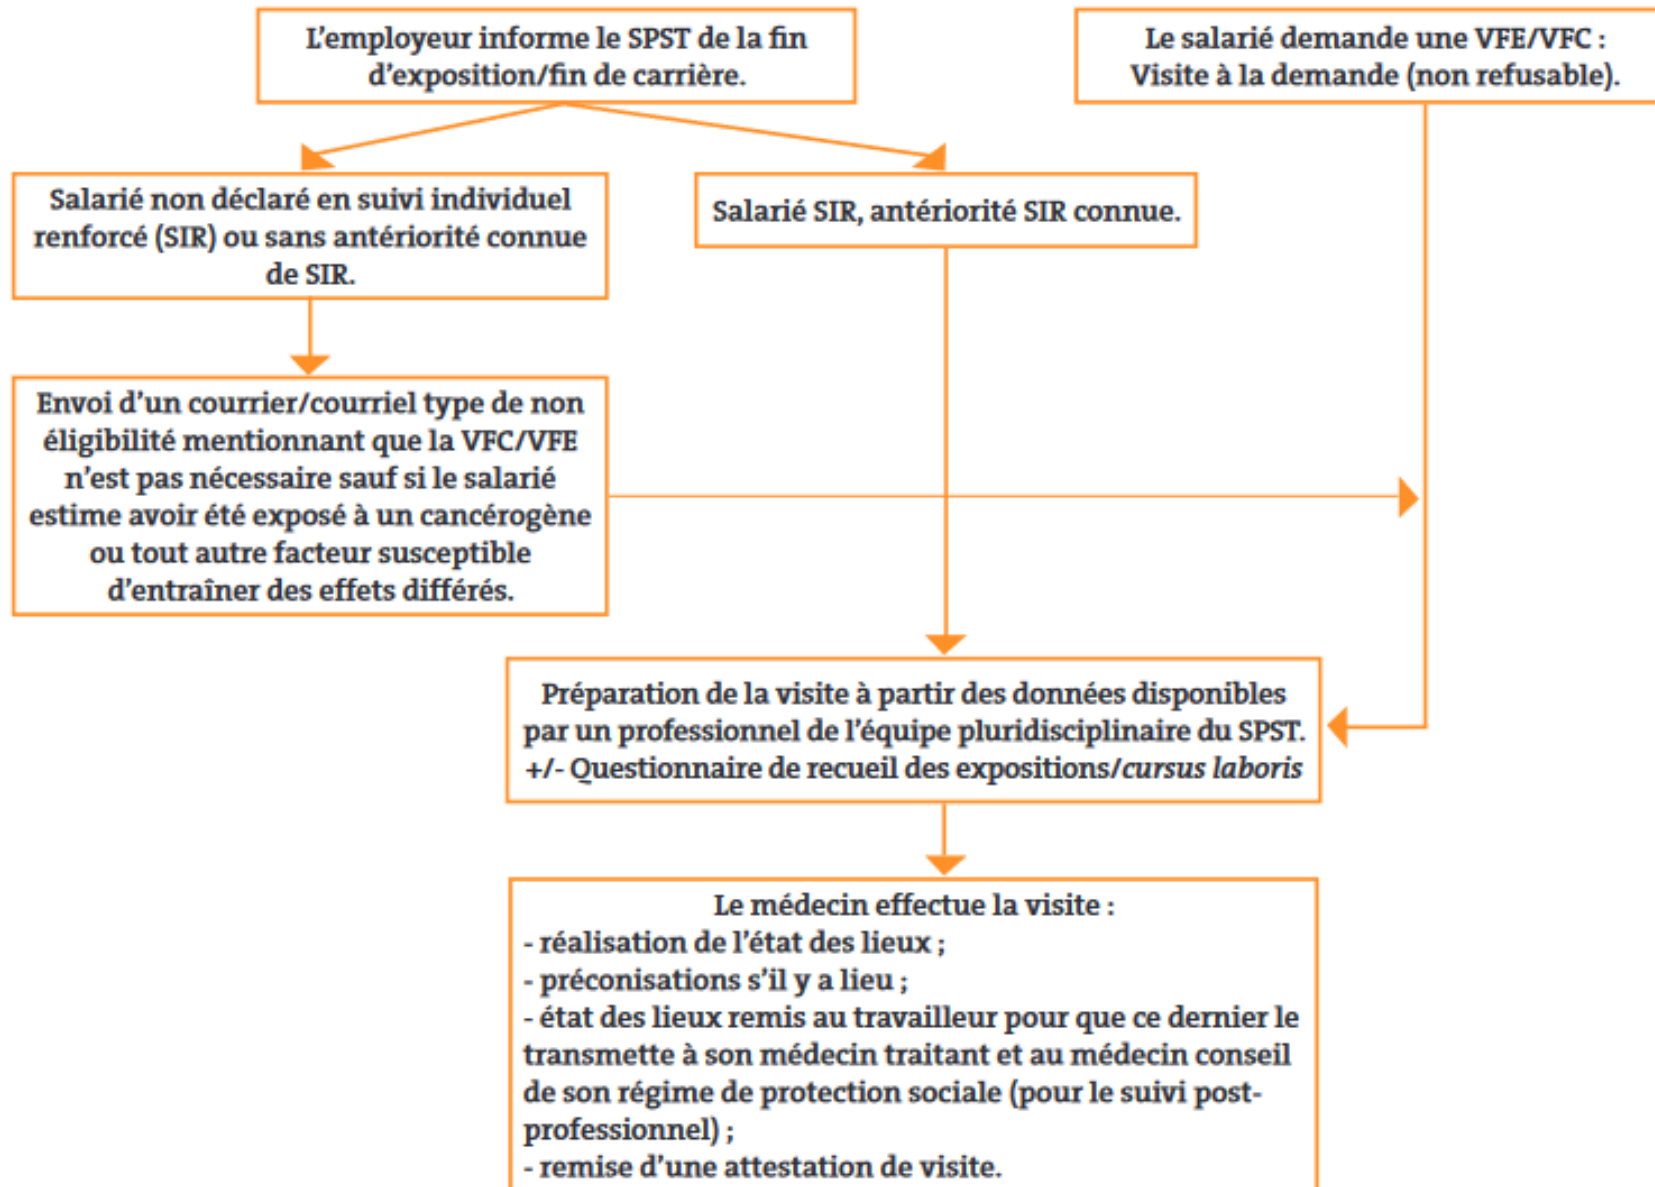 L'employeur informe le SPST de la fin
d'exposition/fin de carrière.
Le salarié demande une VFE/VFC :
Visite à la demande (non refusable).
Salarié non déclaré en suivi individuel
renforcé (SIR) ou sans antériorité connue
de SIR.
Salarié SIR, antériorité SIR connue.
Envoi d'un courrier/courriel type de non
éligibilité mentionnant que la VFC/VFE
n'est pas nécessaire sauf si le salarié
estime avoir été exposé à un cancérogène
ou tout autre facteur susceptible
d'entraîner des effets différés.
Préparation de la visite à partir des données disponibles
par un professionnel de l'équipe pluridisciplinaire du SPST.
+/- Questionnaire de recueil des expositions/cursus laboris
Le médecin effectue la visite :
- réalisation de l'état des lieux ;
- préconisations s'il y a lieu ;
- état des lieux remis au travailleur pour que ce dernier le
transmette à son médecin traitant et au médecin conseil
de son régime de protection sociale (pour le suivi post-
professionnel) ;
- remise d'une attestation de visite.